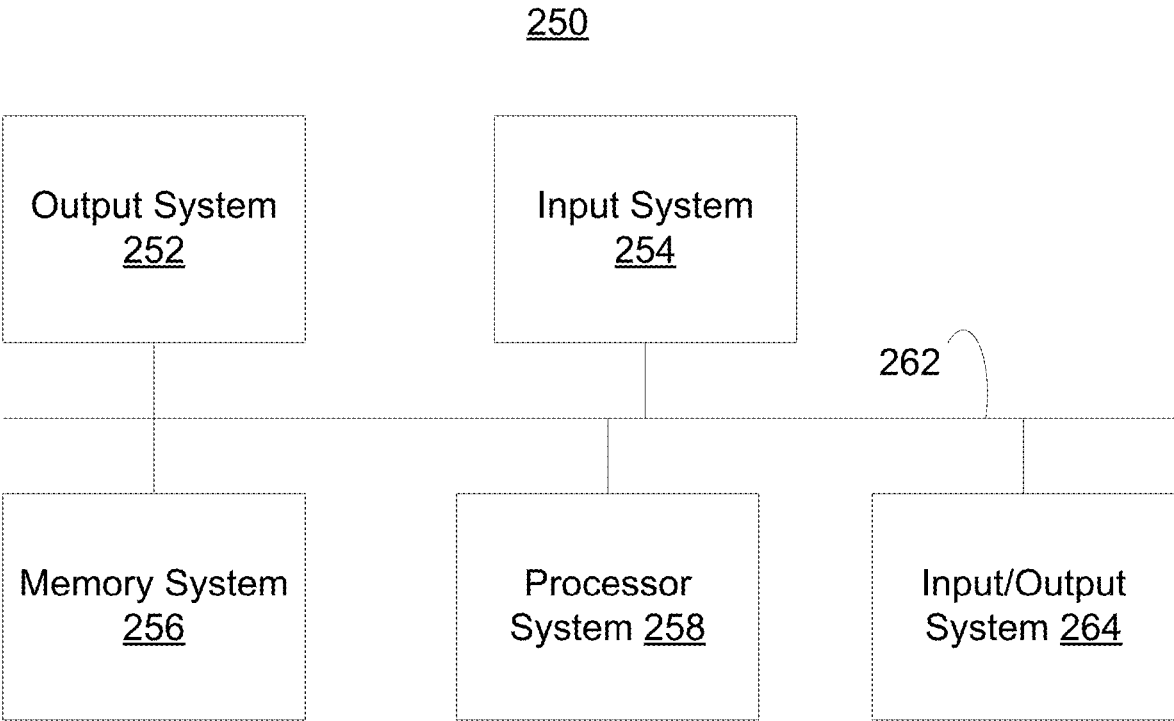 250
Output System
252
Input System
254
262
Memory System
256
Processor
System 258
Input/Output
System 264